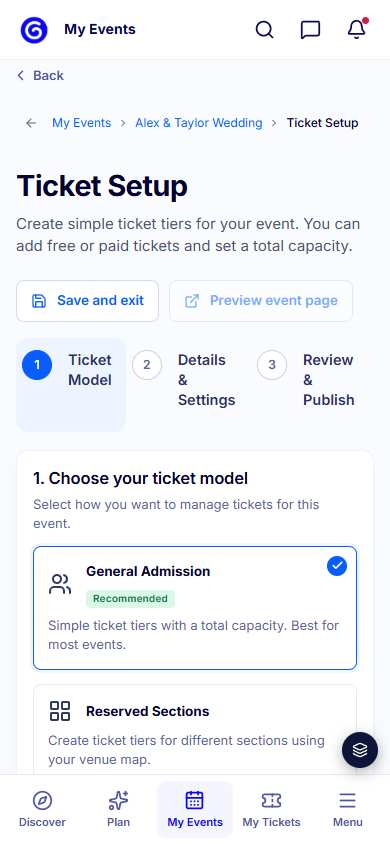 My Events
Back
My Events > Alex & Taylor Wedding > Ticket Setup
Ticket Setup
Create simple ticket tiers for your event. You can
add free or paid tickets and set a total capacity.
Save and exit
Preview event page
1
Ticket
Model
2
Details
&
Settings
3
Review
&
Publish
1. Choose your ticket model
Select how you want to manage tickets for this
event.
General Admission
Recommended
Simple ticket tiers with a total capacity. Best for
most events.
Reserved Sections
Create ticket tiers for different sections using
your venue map.
Discover
Plan
My Events
My Tickets
Menu